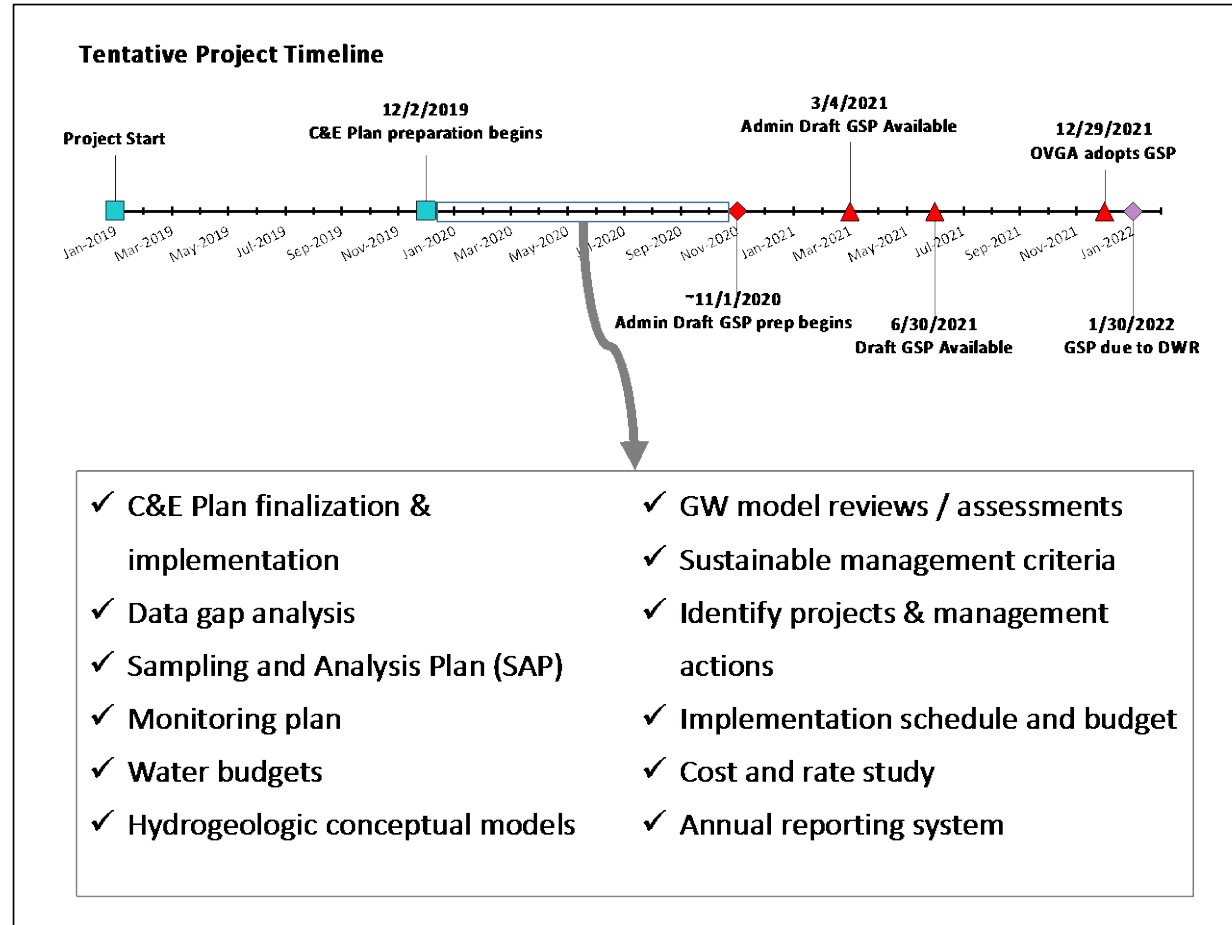 Tentative Project Timeline
Project Start
12/2/2019
C&E Plan preparation begins
3/4/2021
Admin Draft GSP Available
12/29/2021
OVGA adopts GSP
Jan-2019
Mar-2019
May-2019
Jul-2019
Sep-2019
Nov-2019
Jan-2020
Mar-2020
May-2020
Jul-2020
Sep-2020
Nov-2020
Jan-2021
Mar-2021
May-2021
Jul-2021
Sep-2021
Nov-2021
Jan-2022
~11/1/2020
Admin Draft GSP prep begins
6/30/2021
Draft GSP Available
1/30/2022
GSP due to DWR
✓ C&E Plan finalization &
implementation
✓ Data gap analysis
✓ Sampling and Analysis Plan (SAP)
✓ Monitoring plan
✓ Water budgets
✓ Hydrogeologic conceptual models
✓ GW model reviews / assessments
✓ Sustainable management criteria
✓ Identify projects & management
actions
✓ Implementation schedule and budget
✓ Cost and rate study
✓ Annual reporting system